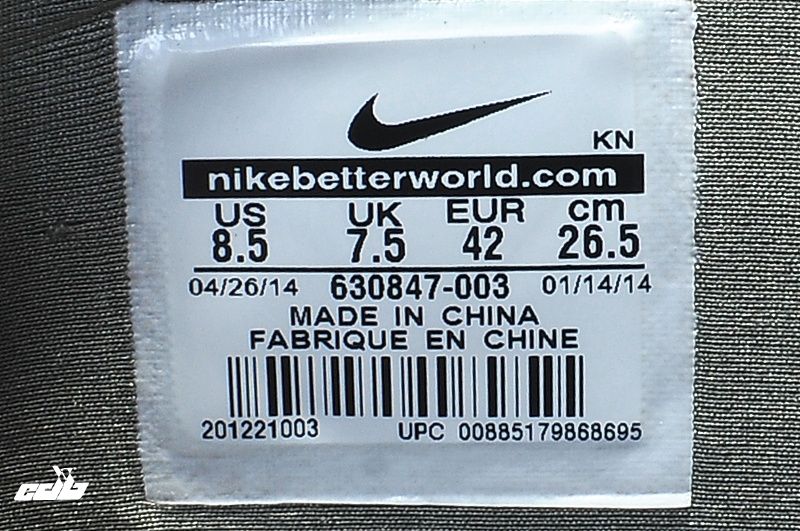 KN
nikebetterworld.com
US UK EUR cm
8.5 7.5 42 26.5
04/26/14 630847-003 01/14/14
MADE IN CHINA
FABRIQUE EN CHINE
201221003 UPC 00885179868695
cdb